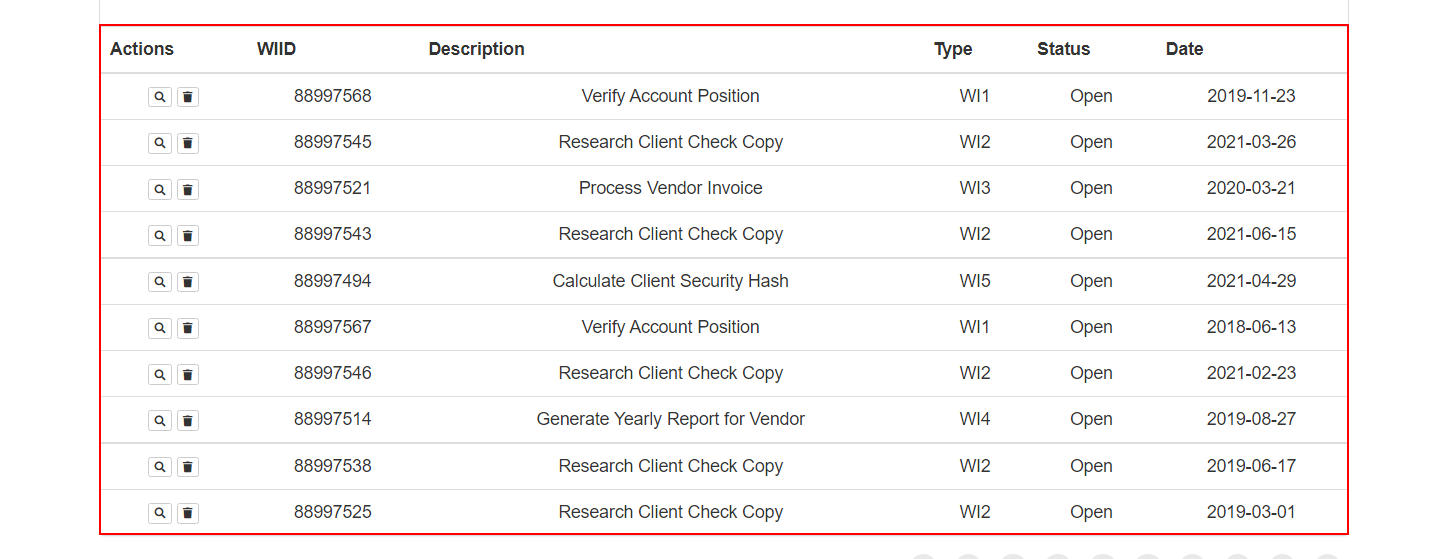 Actions WIID Description Type Status Date
88997568 Verify Account Position WI1 Open 2019-11-23
88997545 Research Client Check Copy WI2 Open 2021-03-26
88997521 Process Vendor Invoice WI3 Open 2020-03-21
88997543 Research Client Check Copy WI2 Open 2021-06-15
88997494 Calculate Client Security Hash WI5 Open 2021-04-29
88997567 Verify Account Position WI1 Open 2018-06-13
88997546 Research Client Check Copy WI2 Open 2021-02-23
88997514 Generate Yearly Report for Vendor WI4 Open 2019-08-27
88997538 Research Client Check Copy WI2 Open 2019-06-17
88997525 Research Client Check Copy WI2 Open 2019-03-01